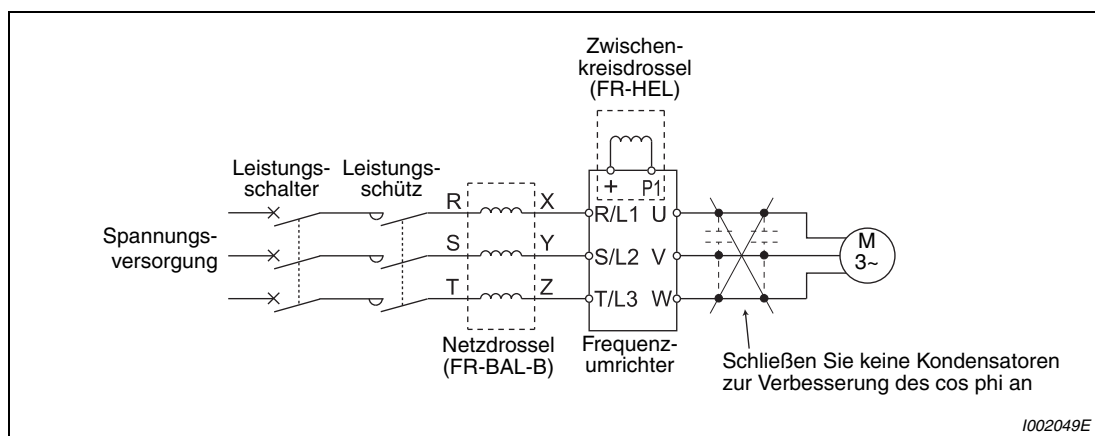 Zwischen-
kreisdrossel
(FR-HEL)
Leistungs-
schalter
Leistungs-
schütz
+ P1
R X R/L1 U
Spannungs-
versorgung
S Y S/L2 V
M
3~
T Z T/L3 W
Netzdrossel
(FR-BAL-B)
Frequenz-
umrichter
Schließen Sie keine Kondensatoren
zur Verbesserung des cos phi an
I002049E